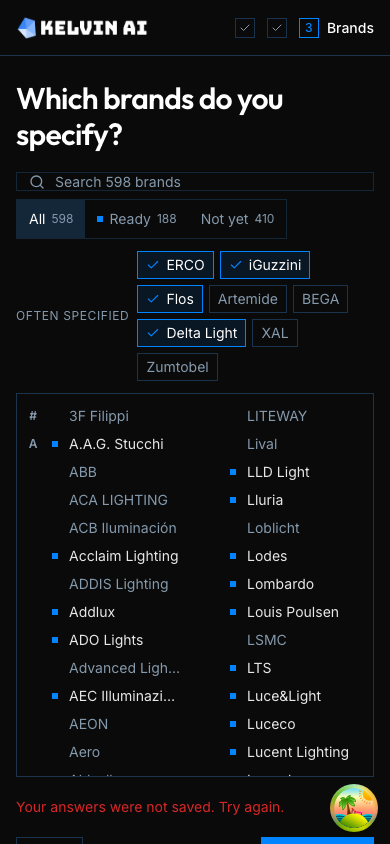 KELVIN AI
3 Brands
Which brands do you
specify?
Search 598 brands
All 598 Ready 188 Not yet 410
OFTEN SPECIFIED
ERCO iGuzzini
Flos Artemide BEGA
Delta Light XAL
Zumtobel
# 3F Filippi
A A.A.G. Stucchi
ABB
ACA LIGHTING
ACB Iluminación
Acclaim Lighting
ADDIS Lighting
Addlux
ADO Lights
Advanced Ligh...
AEC Illuminazi...
AEON
Aero
LITEWAY
Lival
LLD Light
Lluria
Loblicht
Lodes
Lombardo
Louis Poulsen
LSMC
LTS
Luce&Light
Luceco
Lucent Lighting
Your answers were not saved. Try again.